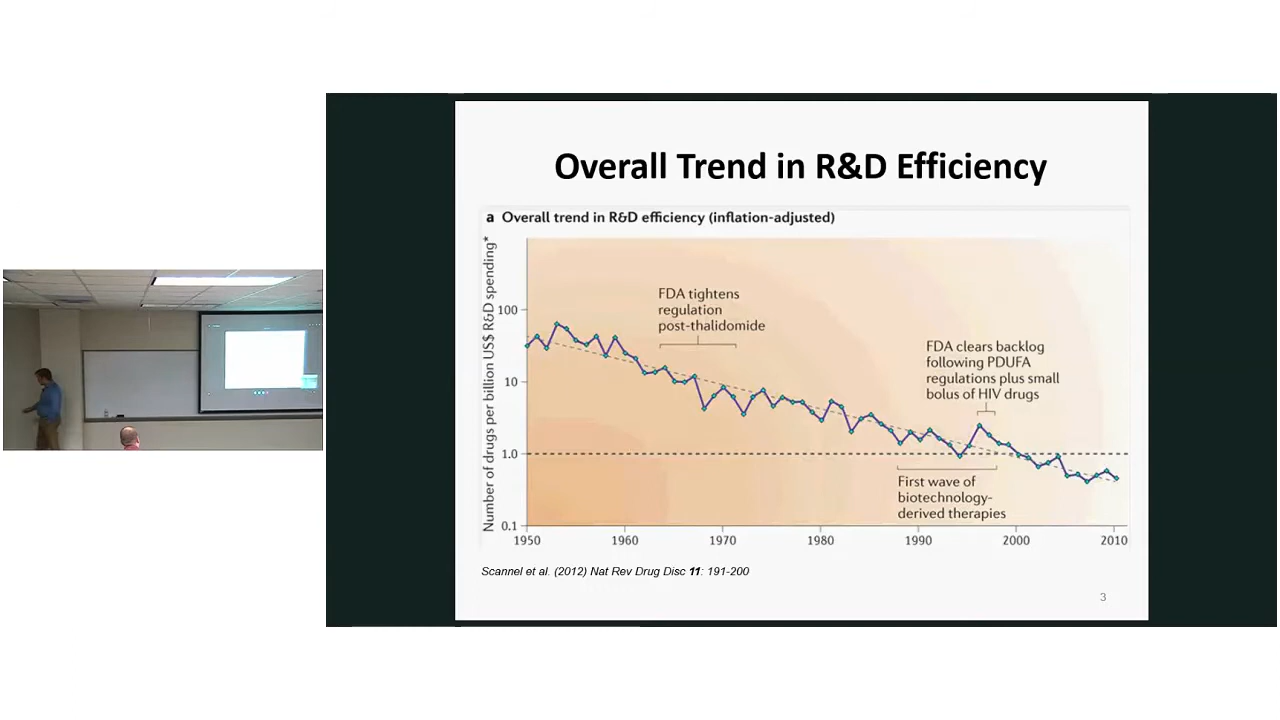 Overall Trend in R&D Efficiency
a Overall trend in R&D efficiency (inflation-adjusted)
Number of drugs per billion US$ R&D spending*
100
10
1.0
0.1
FDA tightens
regulation
post-thalidomide
FDA clears backlog
following PDUFA
regulations plus small
bolus of HIV drugs
First wave of
biotechnology-
derived therapies
1950 1960 1970 1980 1990 2000 2010
Scannel et al. (2012) Nat Rev Drug Disc 11: 191-200
3